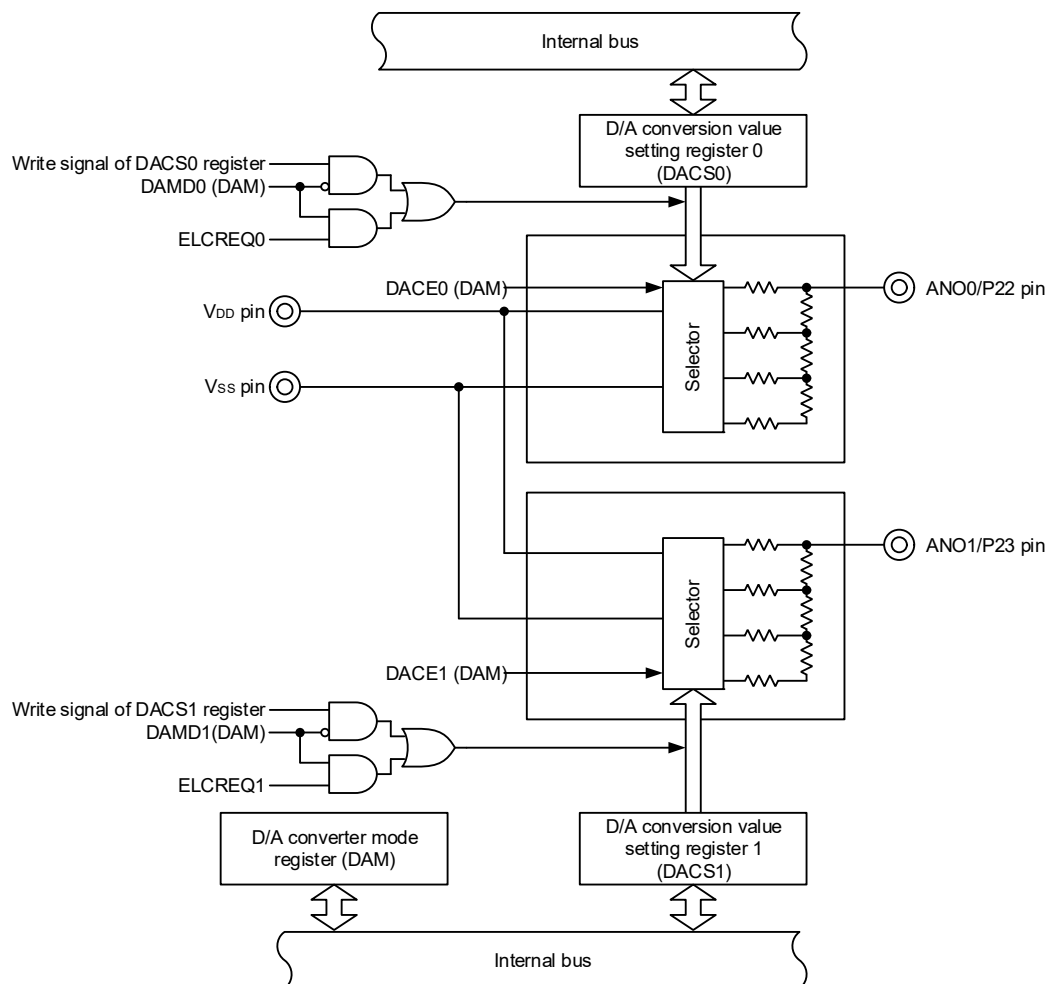 Internal bus
D/A conversion value
setting register 0
(DACS0)
Write signal of DACS0 register
DAMD0 (DAM)
ELCREQ0
DACE0 (DAM)
VDD pin
VSS pin
Selector
ANO0/P22 pin
Selector
ANO1/P23 pin
DACE1 (DAM)
Write signal of DACS1 register
DAMD1(DAM)
ELCREQ1
D/A converter mode
register (DAM)
D/A conversion value
setting register 1
(DACS1)
Internal bus